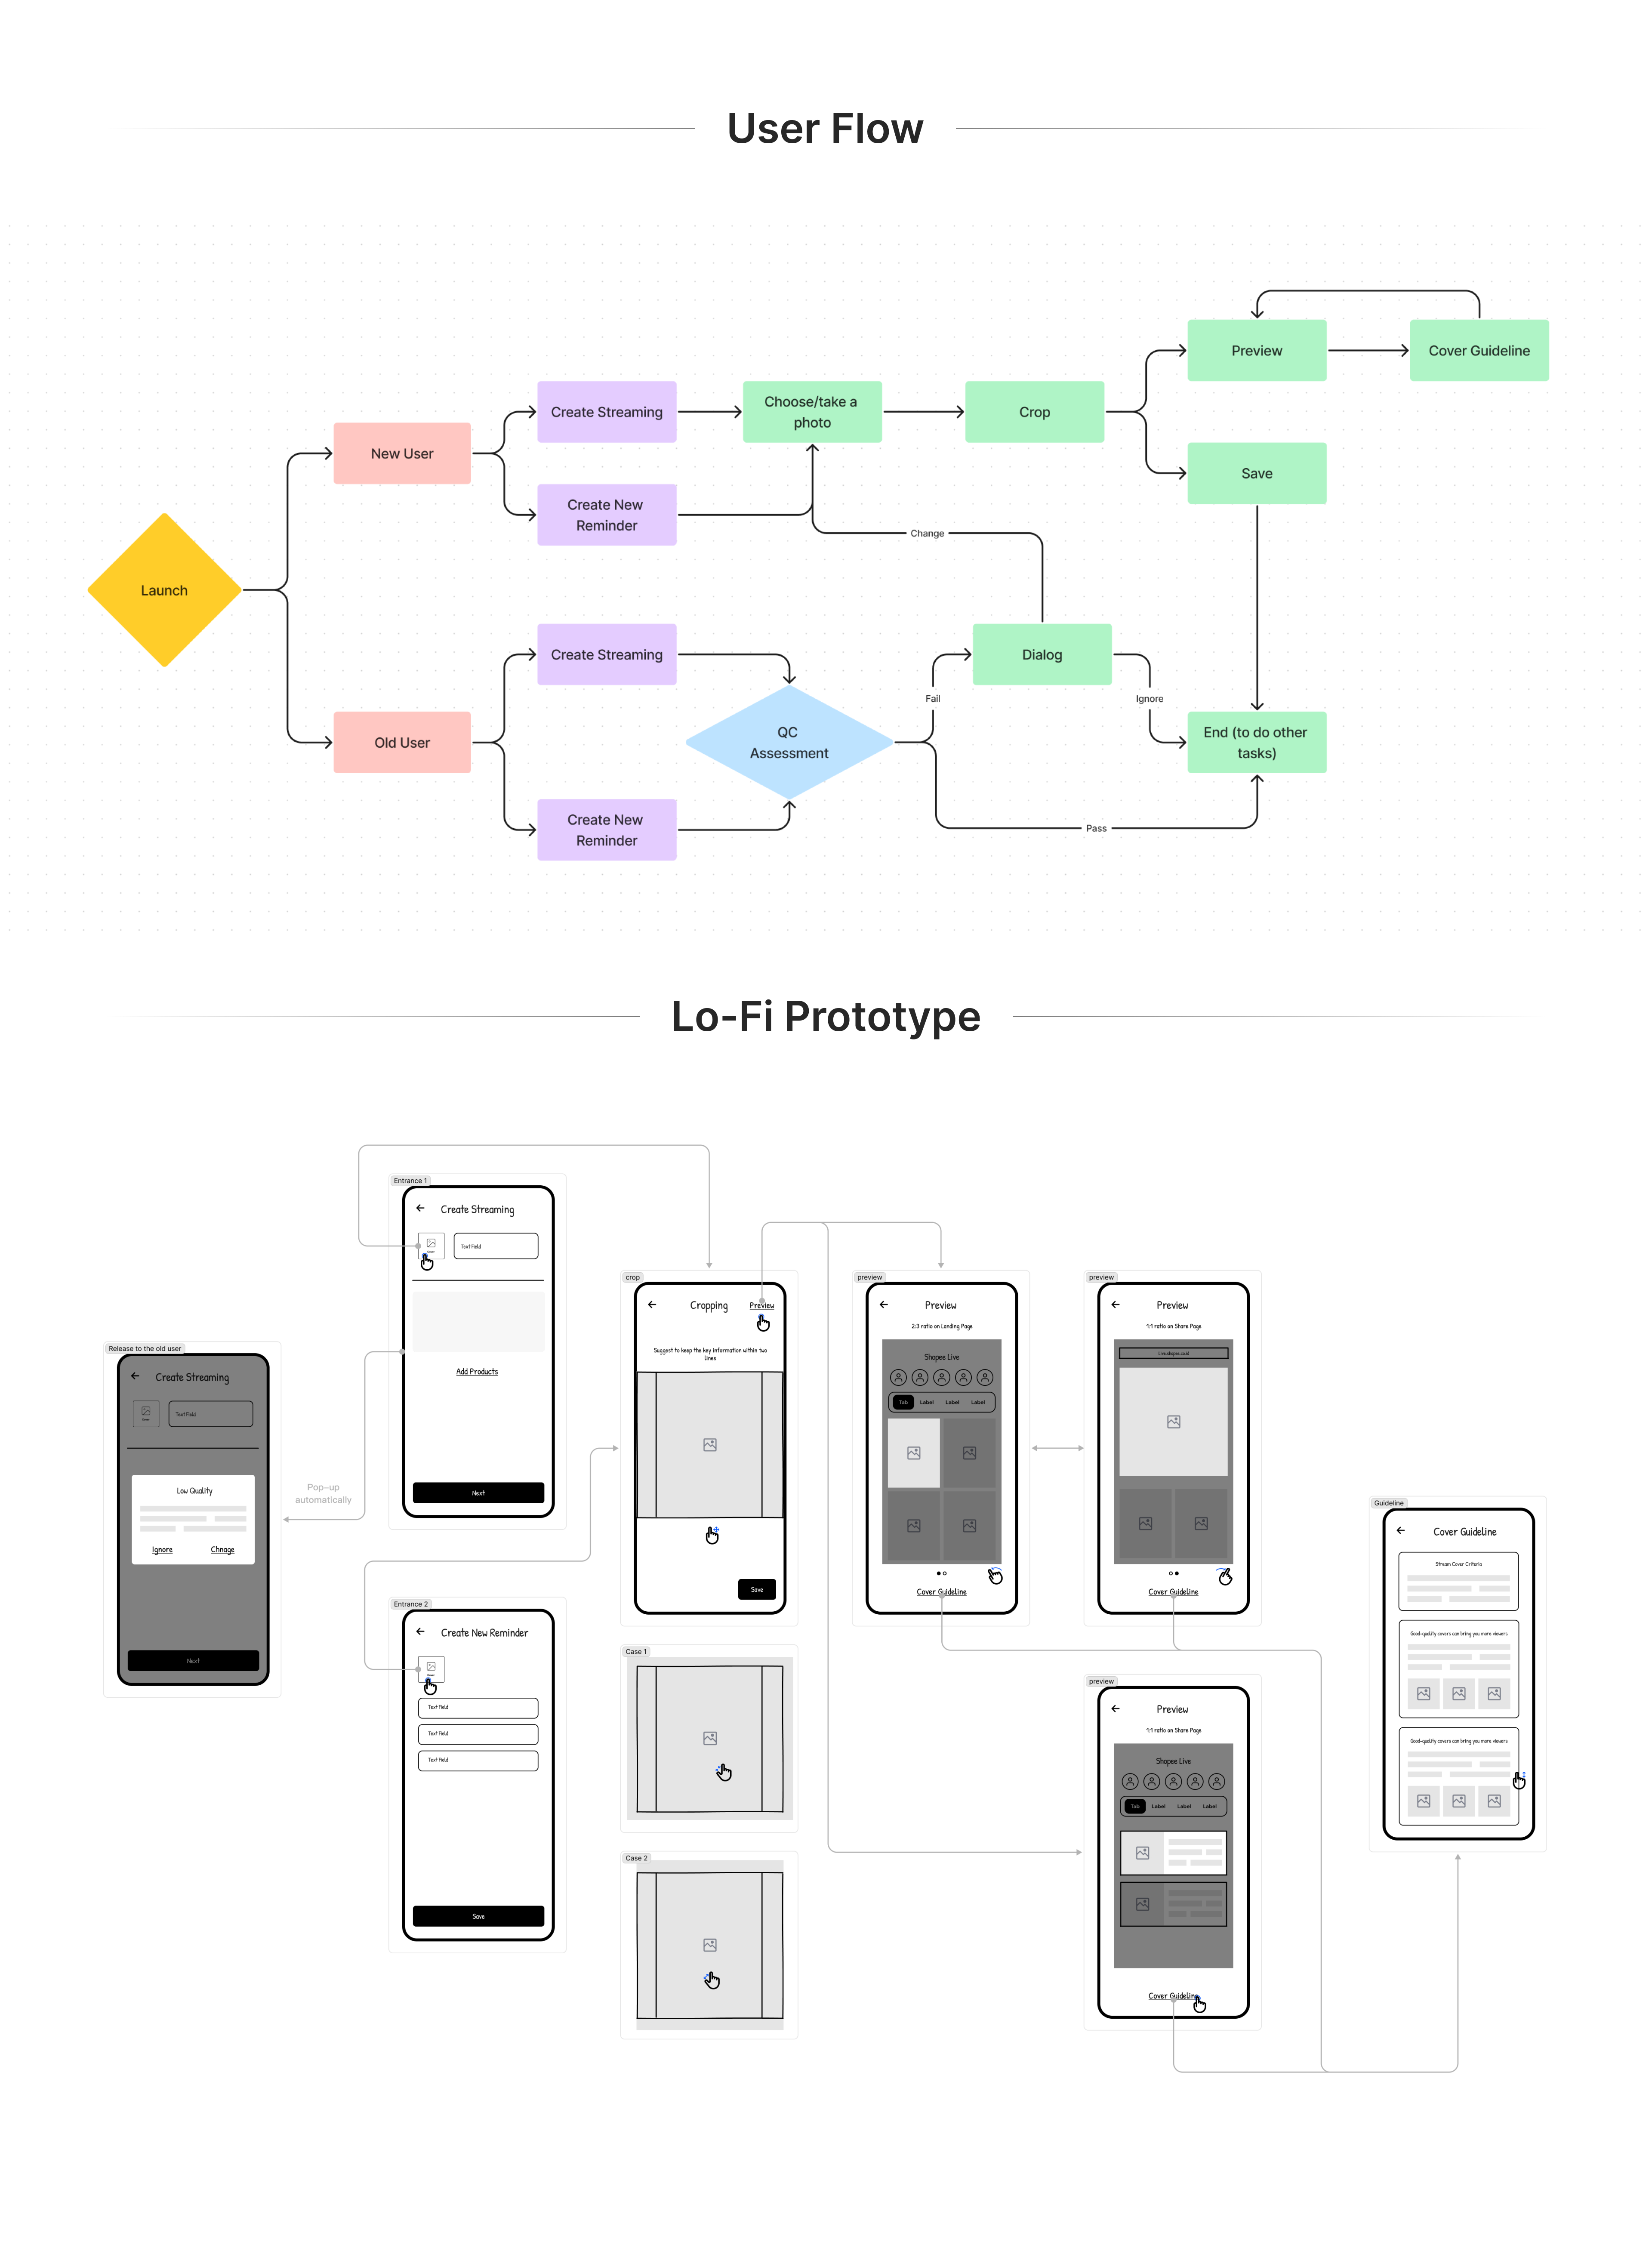 User Flow
Preview
Cover Guideline
Create Streaming
Choose/take a
photo
Crop
New User
Save
Create New
Reminder
Change
Launch
Create Streaming
Dialog
Fail
Ignore
Old User
QC
Assessment
End (to do other
tasks)
Create New
Reminder
Pass
Lo-Fi Prototype
Entrance 1
Create Streaming
Cover
Text Field
Add Products
Next
Release to the old user
Create Streaming
Cover
Text Field
Low Quality
Ignore
Chnage
Next
Pop-up
automatically
Entrance 2
Create New Reminder
Cover
Text Field
Text Field
Text Field
Save
crop
Cropping
Preview
Suggest to keep the key information within two
lines
Save
Case 1
Case 2
preview
Preview
2:3 ratio on Landing Page
Shopee Live
Tab
Label
Label
Label
Cover Guideline
preview
Preview
1:1 ratio on Share Page
live.shopee.co.id
Cover Guideline
preview
Preview
1:1 ratio on Share Page
Shopee Live
Tab
Label
Label
Label
Cover Guideline
Guideline
Cover Guideline
Stream Cover Criteria
Good-quality covers can bring you more viewers
Good-quality covers can bring you more viewers